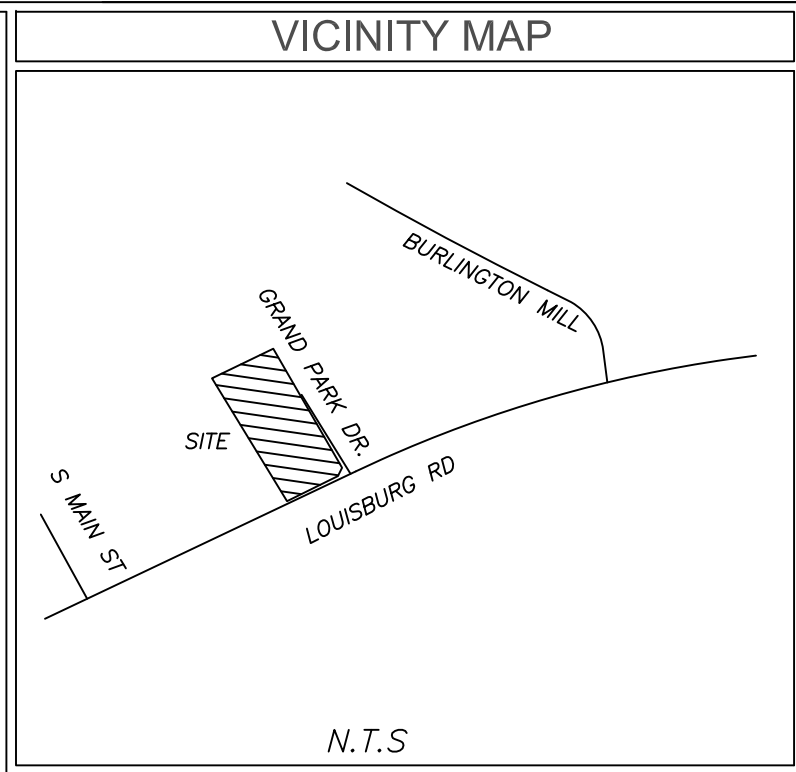 VICINITY MAP
BURLINGTON MILL
GRAND PARK DR.
SITE
S MAIN ST
LOUISBURG RD
N.T.S